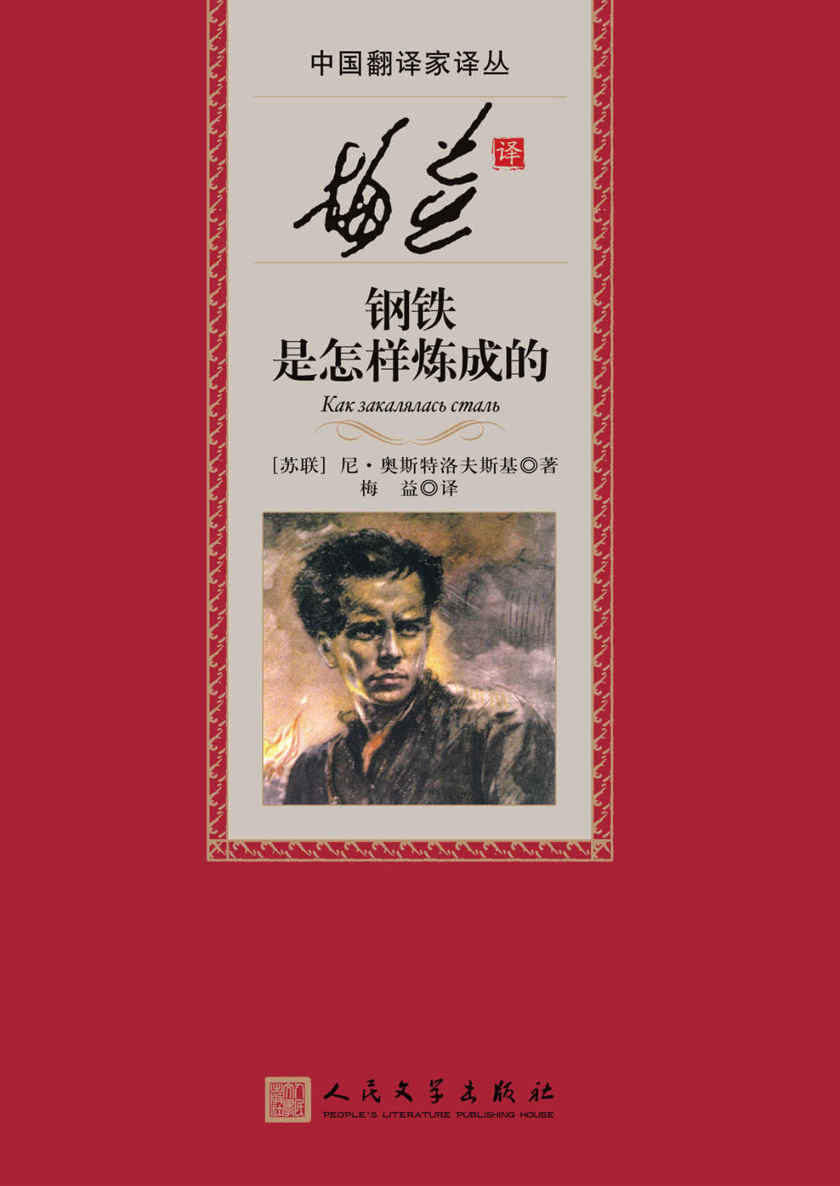 中国翻译家译丛
梅益
译
钢铁
是怎样炼成的
Как закалялась сталь
[苏联] 尼·奥斯特洛夫斯基◎著
梅 益◎译
人民文学出版社
PEOPLE'S LITERATURE PUBLISHING HOUSE